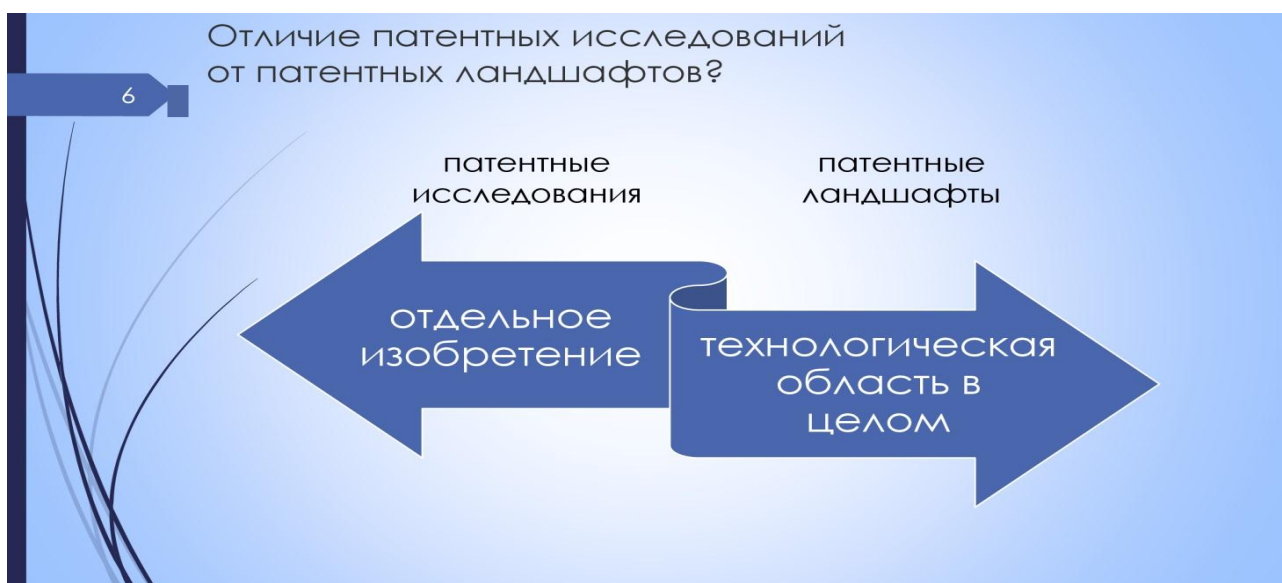 Отличие патентных исследований
от патентных ландшафтов?
6
патентные
исследования
патентные
ландшафты
отдельное
изобретение
технологическая
область в
целом